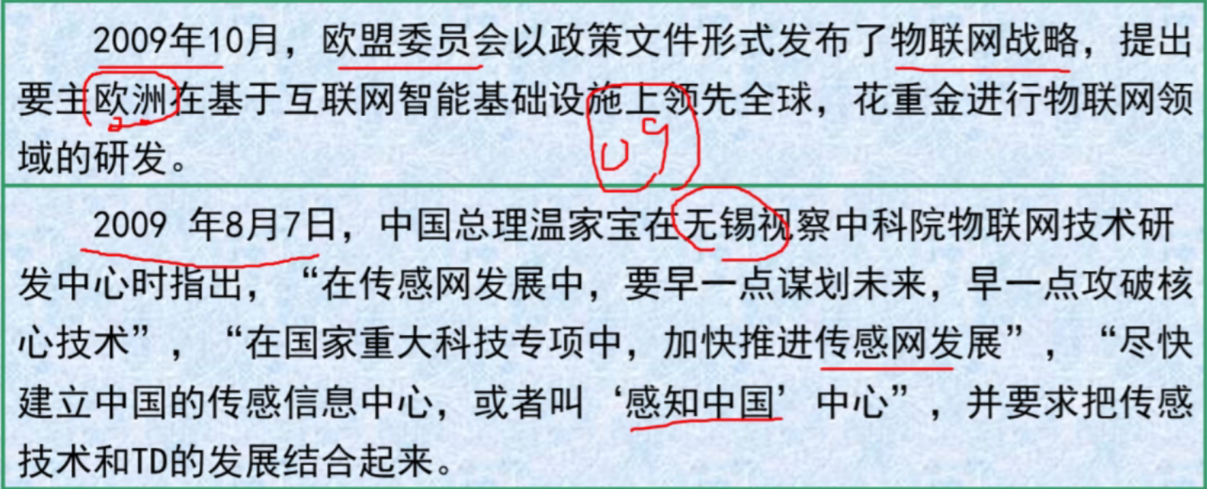 2009年10月，欧盟委员会以政策文件形式发布了物联网战略，提出
要主欧洲在基于互联网智能基础设施上领先全球，花重金进行物联网领
域的研发。
09
2009 年8月7日，中国总理温家宝在无锡视察中科院物联网技术研
发中心时指出，“在传感网发展中，要早一点谋划未来，早一点攻破核
心技术”，“在国家重大科技专项中，加快推进传感网发展”，“尽快
建立中国的传感信息中心，或者叫‘感知中国’中心”，并要求把传感
技术和TD的发展结合起来。